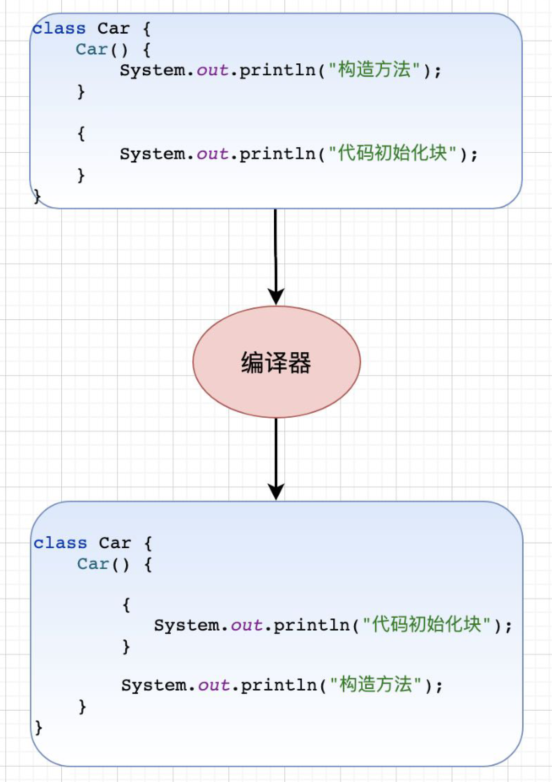 class Car {
    Car() {
        System.out.println("构造方法");
    }

    {
        System.out.println("代码初始化块");
    }
}
编译器
class Car {
    Car() {

        {
            System.out.println("代码初始化块");
        }

        System.out.println("构造方法");
    }
}